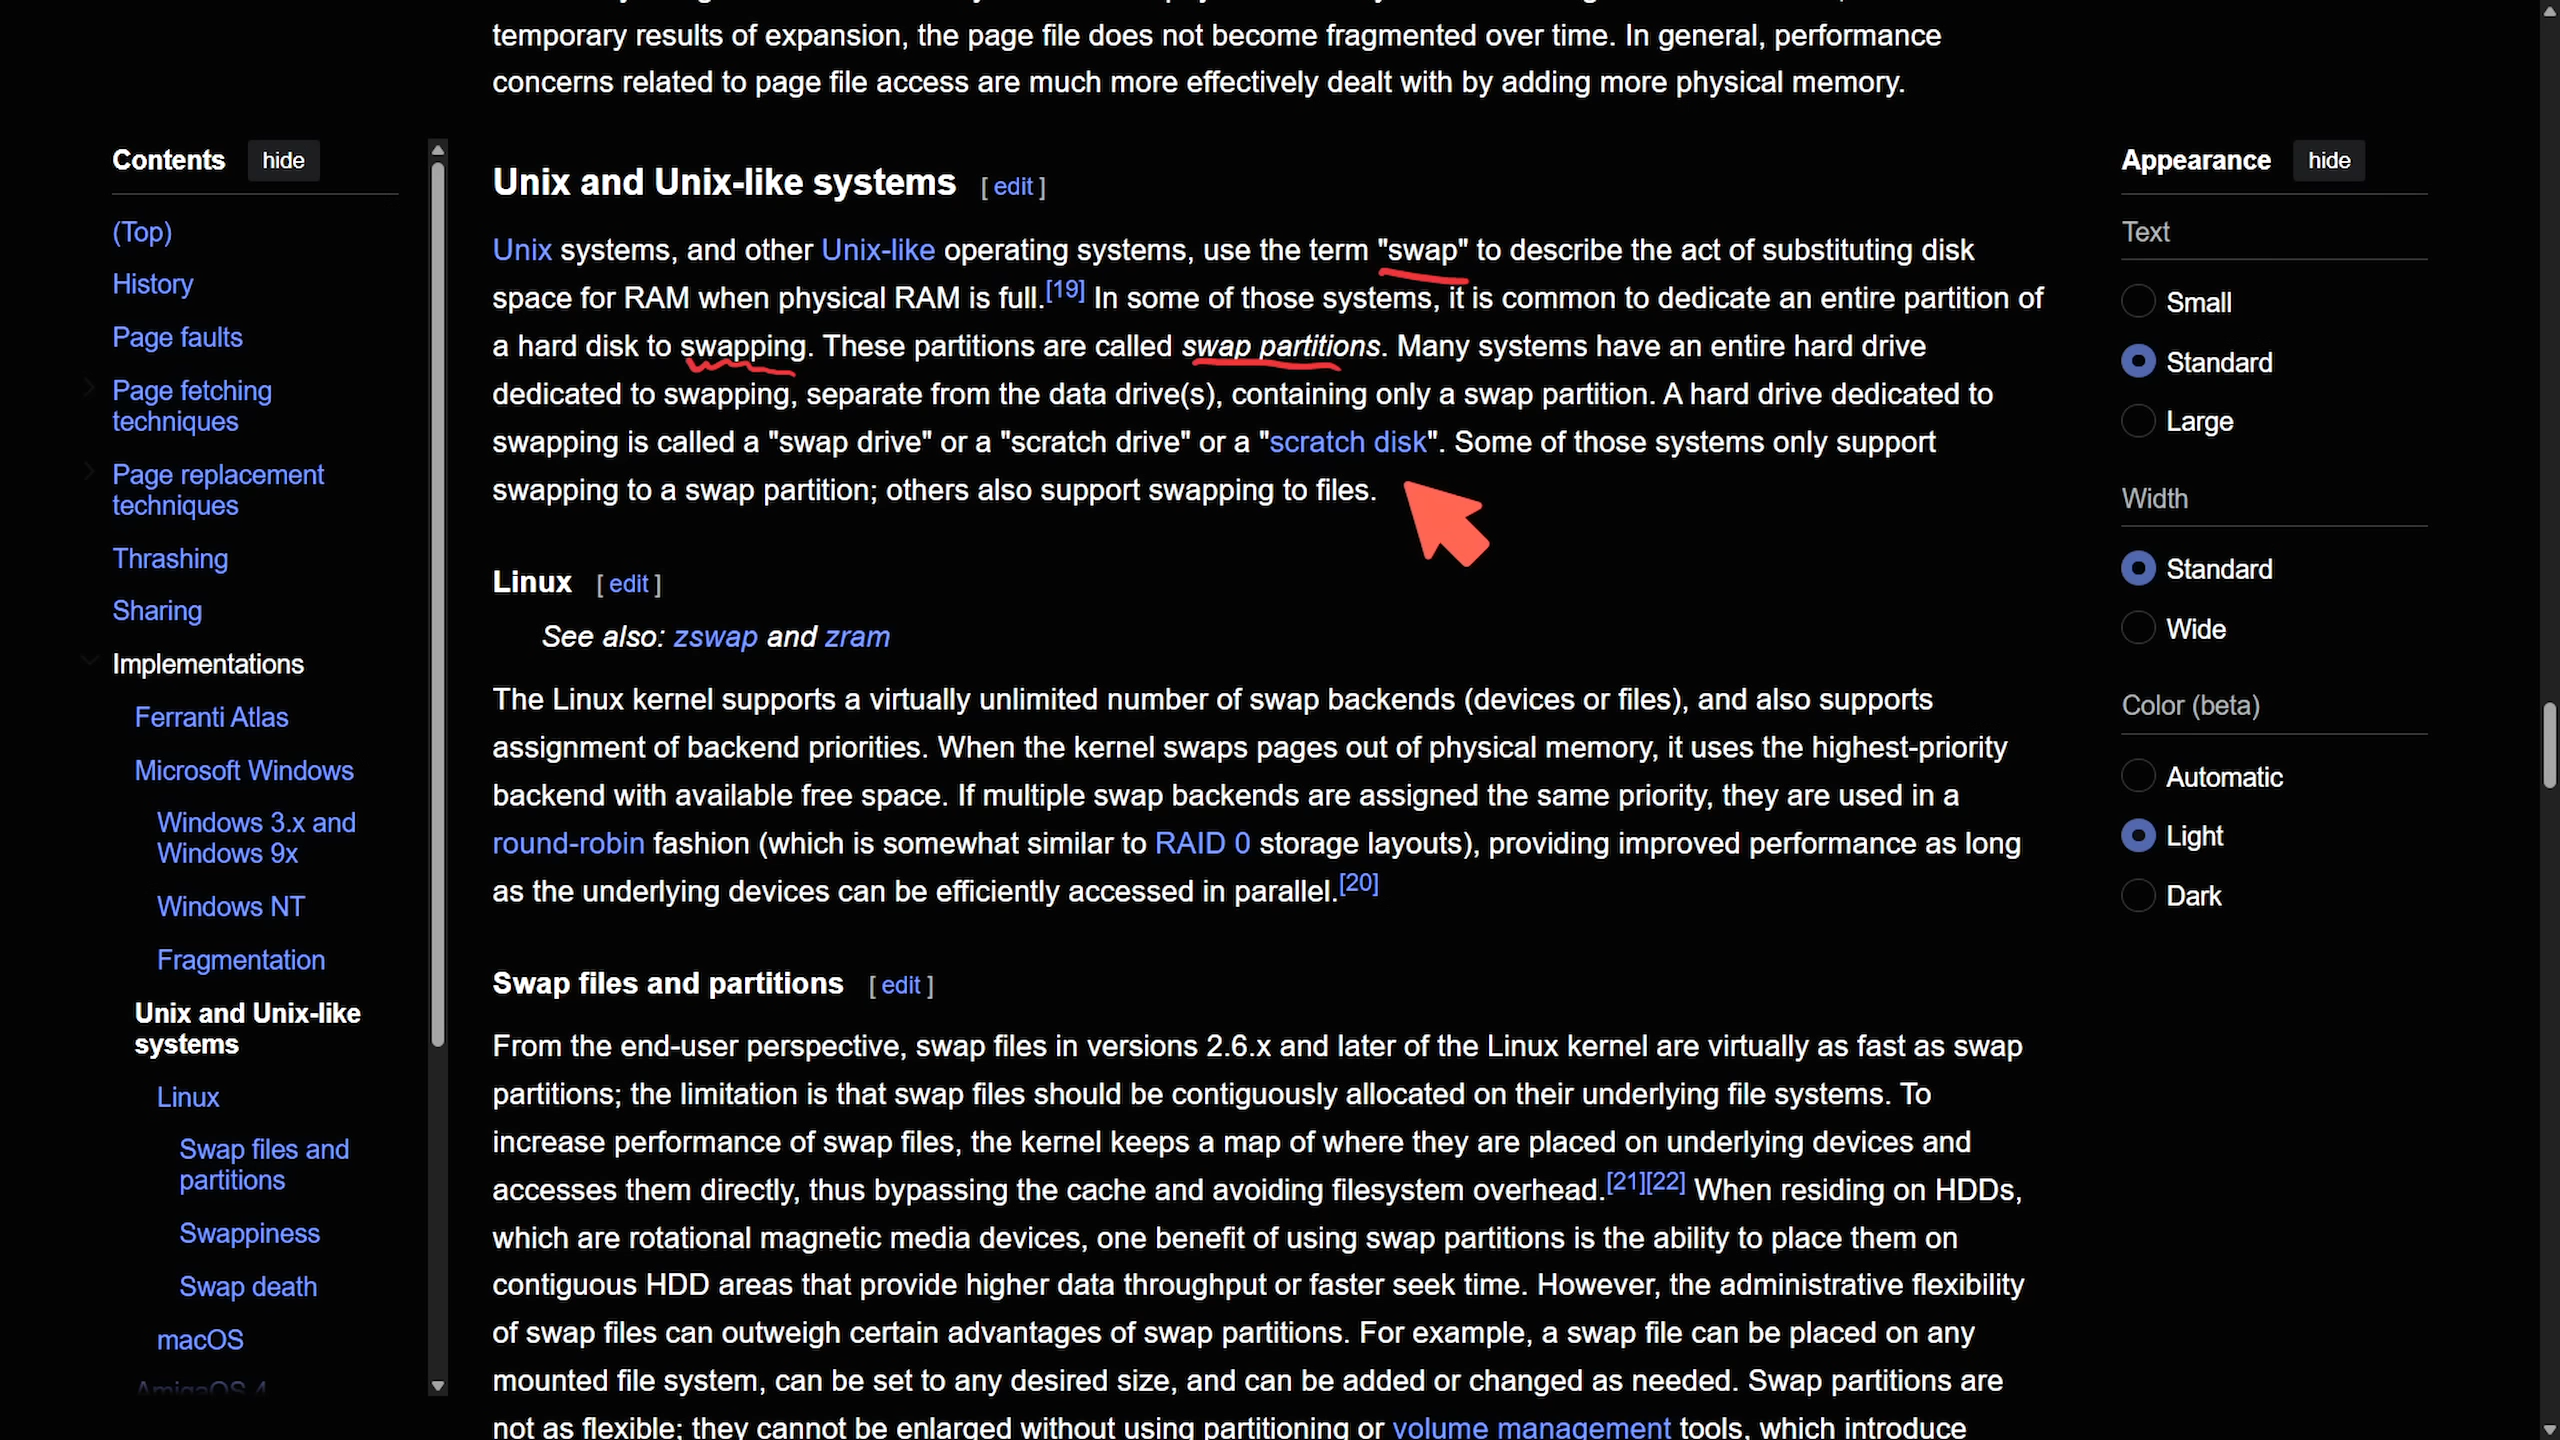 temporary results of expansion, the page file does not become fragmented over time. In general, performance
concerns related to page file access are much more effectively dealt with by adding more physical memory.
Contents hide
(Top)
History
Page faults
Page fetching
techniques
Page replacement
techniques
Thrashing
Sharing
Implementations
Ferranti Atlas
Microsoft Windows
Windows 3.x and
Windows 9x
Windows NT
Fragmentation
Unix and Unix-like
systems
Linux
Swap files and
partitions
Swappiness
Swap death
macOS
AmigaOS 4
Unix and Unix-like systems [ edit ]
Unix systems, and other Unix-like operating systems, use the term "swap" to describe the act of substituting disk
space for RAM when physical RAM is full.[19] In some of those systems, it is common to dedicate an entire partition of
a hard disk to swapping. These partitions are called swap partitions. Many systems have an entire hard drive
dedicated to swapping, separate from the data drive(s), containing only a swap partition. A hard drive dedicated to
swapping is called a "swap drive" or a "scratch drive" or a "scratch disk". Some of those systems only support
swapping to a swap partition; others also support swapping to files.
Linux [ edit ]
See also: zswap and zram
The Linux kernel supports a virtually unlimited number of swap backends (devices or files), and also supports
assignment of backend priorities. When the kernel swaps pages out of physical memory, it uses the highest-priority
backend with available free space. If multiple swap backends are assigned the same priority, they are used in a
round-robin fashion (which is somewhat similar to RAID 0 storage layouts), providing improved performance as long
as the underlying devices can be efficiently accessed in parallel.[20]
Swap files and partitions [ edit ]
From the end-user perspective, swap files in versions 2.6.x and later of the Linux kernel are virtually as fast as swap
partitions; the limitation is that swap files should be contiguously allocated on their underlying file systems. To
increase performance of swap files, the kernel keeps a map of where they are placed on underlying devices and
accesses them directly, thus bypassing the cache and avoiding filesystem overhead.[21][22] When residing on HDDs,
which are rotational magnetic media devices, one benefit of using swap partitions is the ability to place them on
contiguous HDD areas that provide higher data throughput or faster seek time. However, the administrative flexibility
of swap files can outweigh certain advantages of swap partitions. For example, a swap file can be placed on any
mounted file system, can be set to any desired size, and can be added or changed as needed. Swap partitions are
not as flexible; they cannot be enlarged without using partitioning or volume management tools, which introduce
Appearance hide
Text
Small
Standard
Large
Width
Standard
Wide
Color (beta)
Automatic
Light
Dark